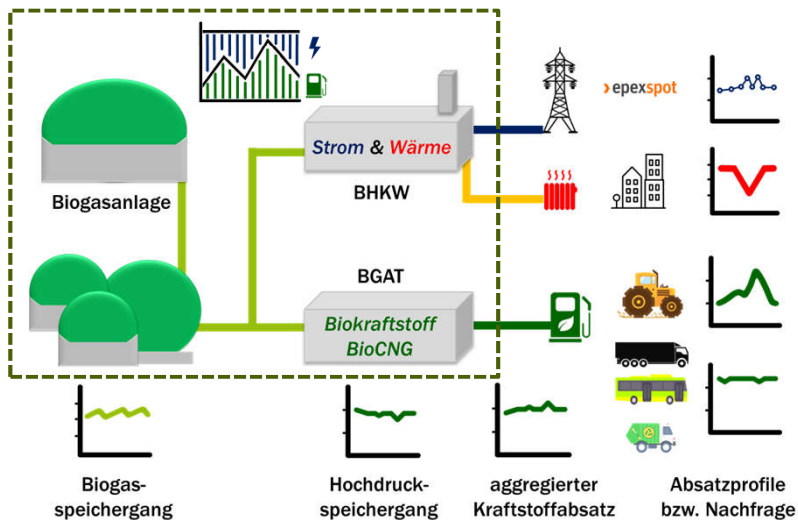 epexspot
Strom & Wärme
BHKW
Biogasanlage
BGAT
Biokraftstoff
BioCNG
Biogas-
speichergang
Hochdruck-
speichergang
aggregierter
Kraftstoffabsatz
Absatzprofile
bzw. Nachfrage